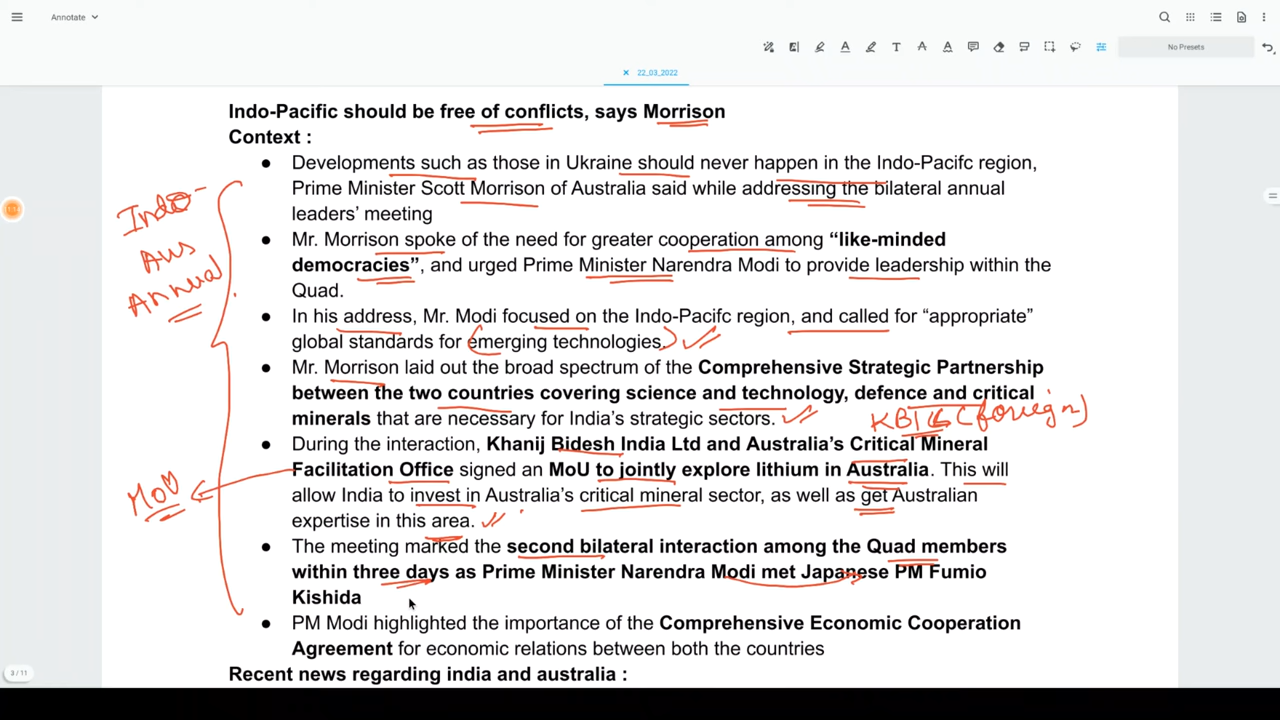 Annotate
No Presets
22_03_2022
Indo-Pacific should be free of conflicts, says Morrison
Context :
● Developments such as those in Ukraine should never happen in the Indo-Pacifc region,
Prime Minister Scott Morrison of Australia said while addressing the bilateral annual
leaders’ meeting
● Mr. Morrison spoke of the need for greater cooperation among “like-minded
democracies”, and urged Prime Minister Narendra Modi to provide leadership within the
Quad.
● In his address, Mr. Modi focused on the Indo-Pacifc region, and called for “appropriate”
global standards for emerging technologies.
● Mr. Morrison laid out the broad spectrum of the Comprehensive Strategic Partnership
between the two countries covering science and technology, defence and critical
minerals that are necessary for India’s strategic sectors.
● During the interaction, Khanij Bidesh India Ltd and Australia’s Critical Mineral
Facilitation Office signed an MoU to jointly explore lithium in Australia. This will
allow India to invest in Australia’s critical mineral sector, as well as get Australian
expertise in this area.
● The meeting marked the second bilateral interaction among the Quad members
within three days as Prime Minister Narendra Modi met Japanese PM Fumio
Kishida
● PM Modi highlighted the importance of the Comprehensive Economic Cooperation
Agreement for economic relations between both the countries
Recent news regarding india and australia :
Indo-
Aus
Annual
(foreign)
MoU
3 / 11